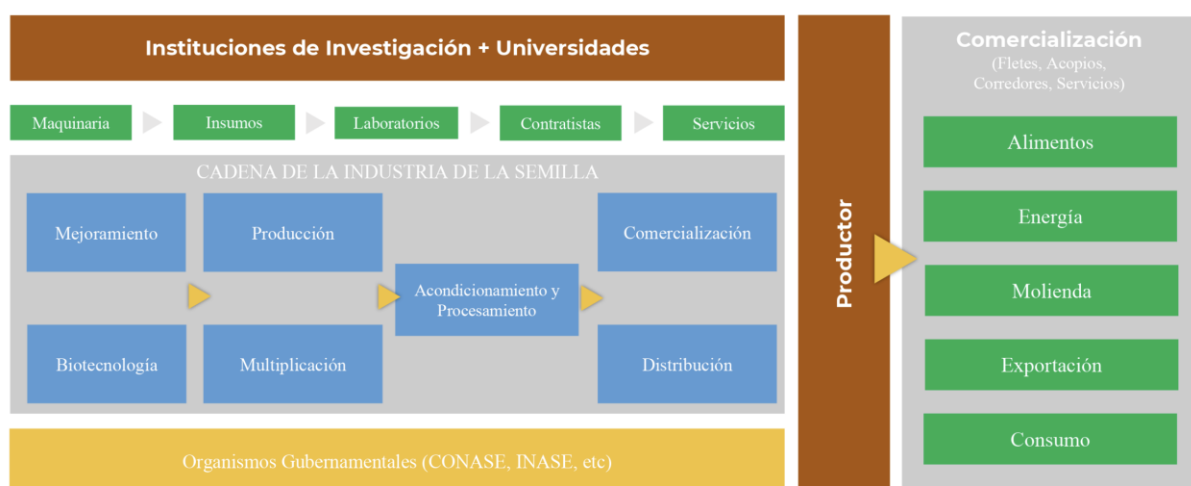 Instituciones de Investigación + Universidades
Maquinaria
Insumos
Laboratorios
Contratistas
Servicios
CADENA DE LA INDUSTRIA DE LA SEMILLA
Mejoramiento
Producción
Comercialización
Acondicionamiento y
Procesamiento
Biotecnología
Multiplicación
Distribución
Organismos Gubernamentales (CONASE, INASE, etc)
Productor
Comercialización
(Fletes, Acopios,
Corredores, Servicios)
Alimentos
Energía
Molienda
Exportación
Consumo